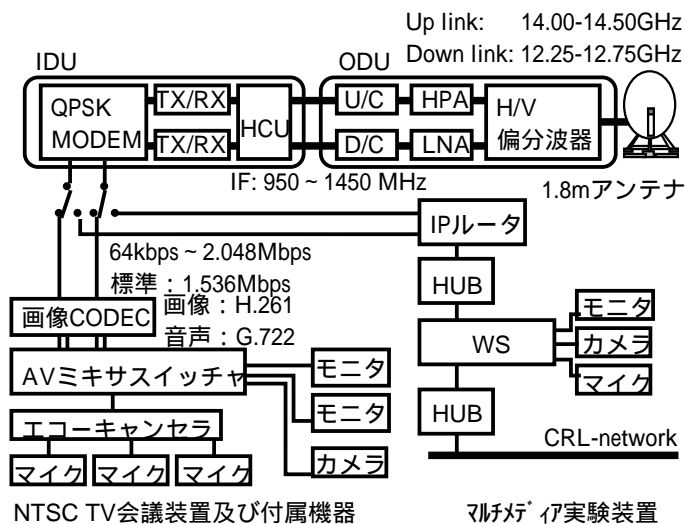 Up link: 14.00-14.50GHz
Down link: 12.25-12.75GHz
IDU
ODU
QPSK
MODEM
TX/RX
TX/RX
HCU
U/C
HPA
D/C
LNA
H/V
偏分波器
IF: 950 ~ 1450 MHz
1.8mアンテナ
64kbps ~ 2.048Mbps
標準：1.536Mbps
画像：H.261
音声：G.722
画像CODEC
AVミキサスイッチャ
エコーキャンセラ
マイク
マイク
マイク
モニタ
モニタ
カメラ
IPルータ
HUB
WS
HUB
モニタ
カメラ
マイク
CRL-network
NTSC TV会議装置及び付属機器
ﾏﾙﾁﾒﾃﾞｨｱ実験装置